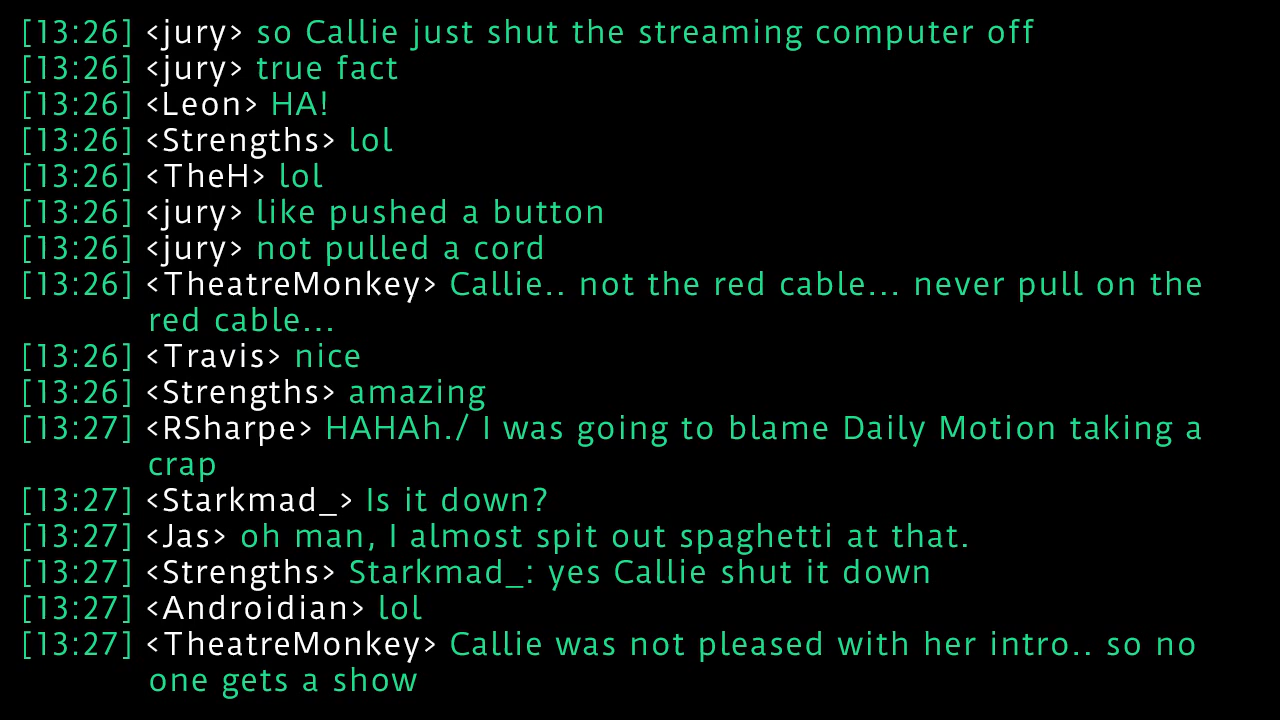 [13:26] <jury> so Callie just shut the streaming computer off
[13:26] <jury> true fact
[13:26] <Leon> HA!
[13:26] <Strengths> lol
[13:26] <TheH> lol
[13:26] <jury> like pushed a button
[13:26] <jury> not pulled a cord
[13:26] <TheatreMonkey> Callie.. not the red cable... never pull on the
red cable...
[13:26] <Travis> nice
[13:26] <Strengths> amazing
[13:27] <RSharpe> HAHAh./ I was going to blame Daily Motion taking a
crap
[13:27] <Starkmad_> Is it down?
[13:27] <Jas> oh man, I almost spit out spaghetti at that.
[13:27] <Strengths> Starkmad_: yes Callie shut it down
[13:27] <Androidian> lol
[13:27] <TheatreMonkey> Callie was not pleased with her intro.. so no
one gets a show